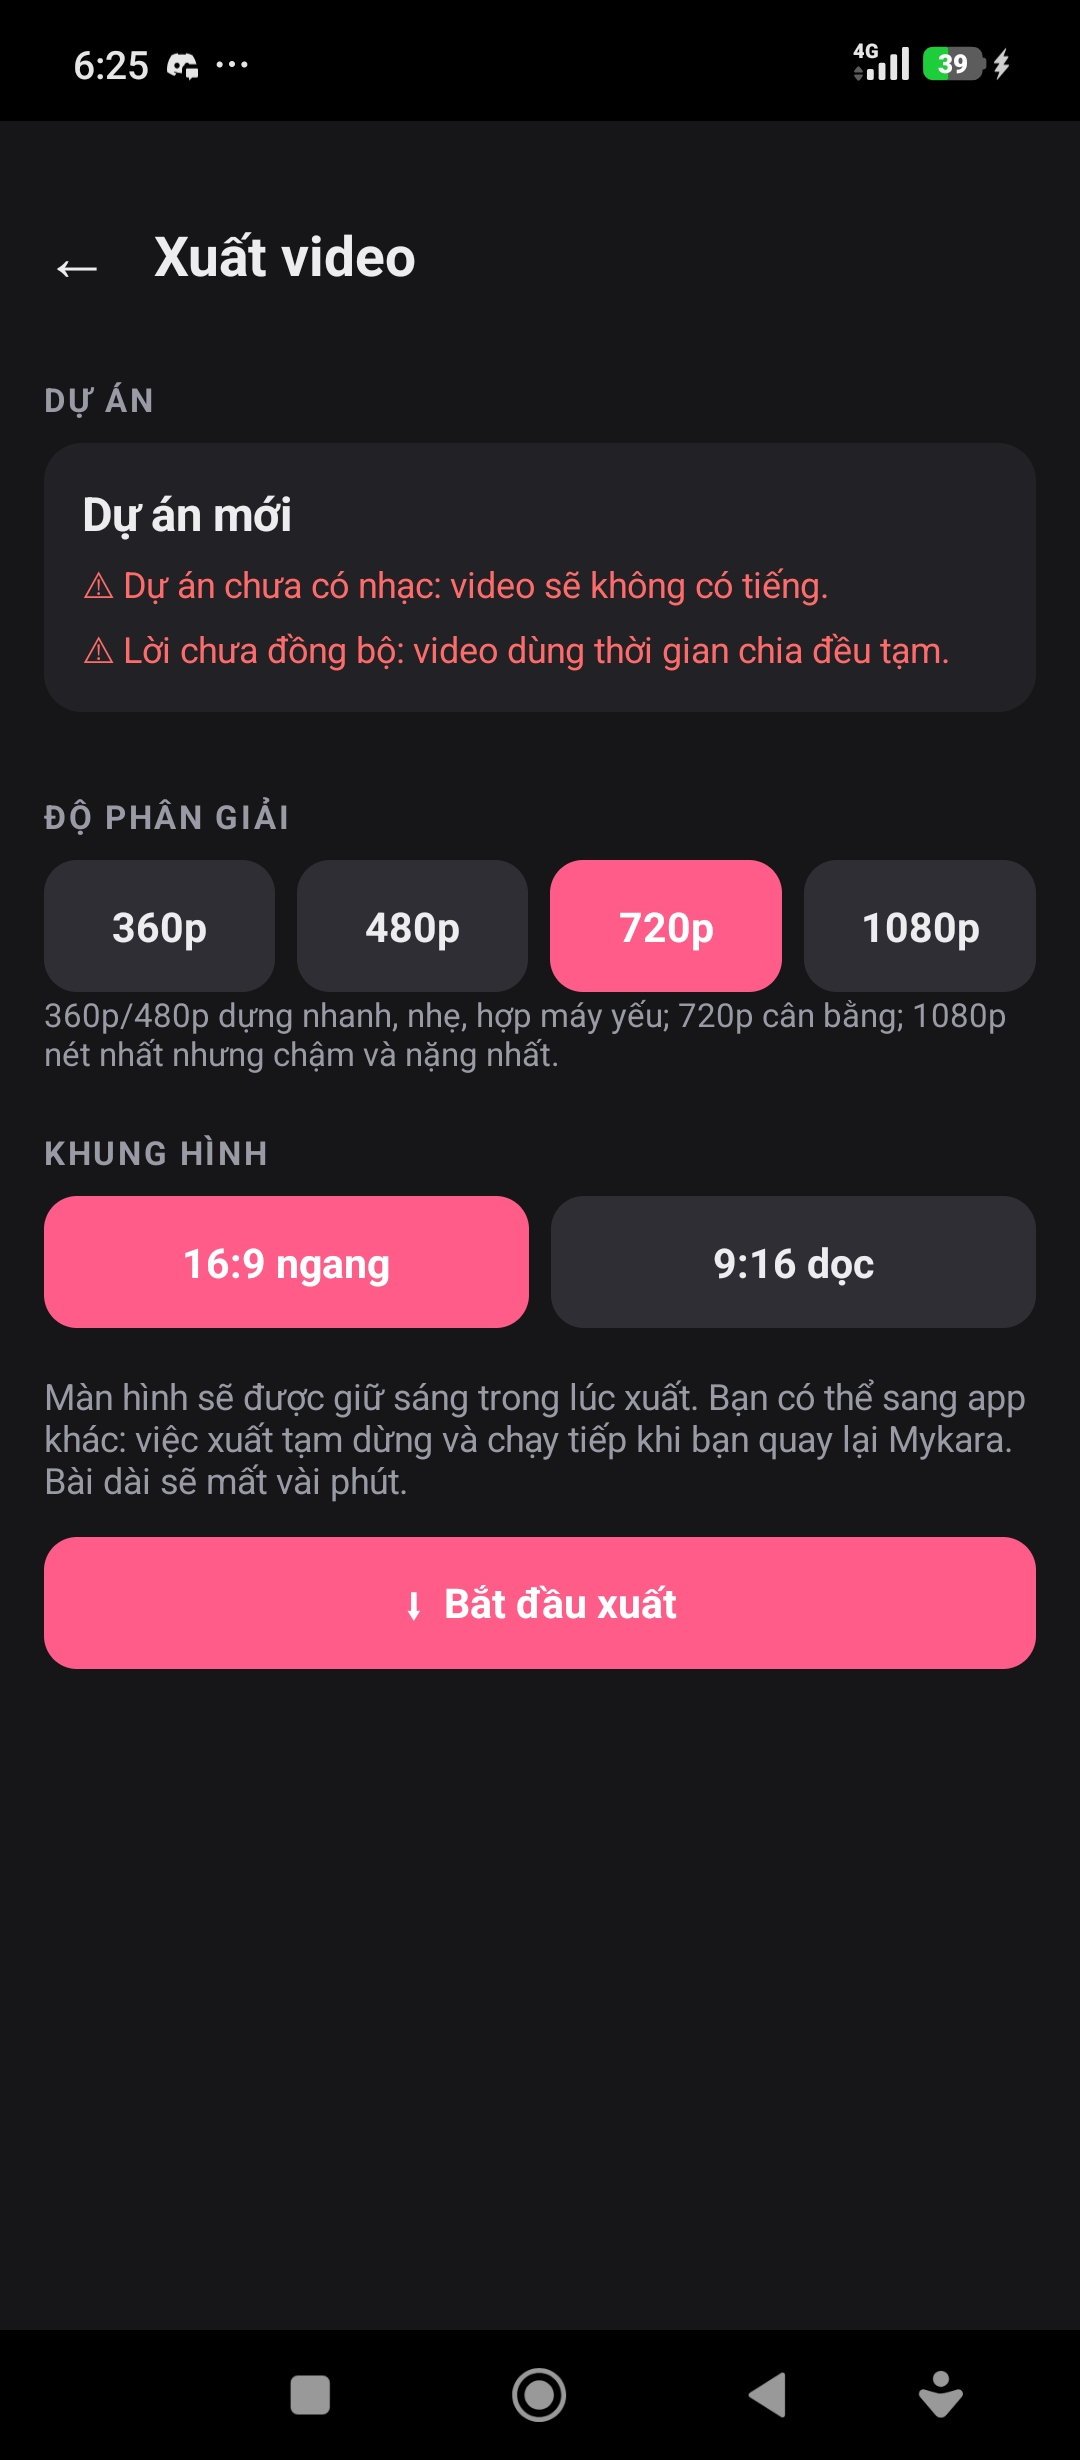 6:25
4G
39
← Xuất video
DỰ ÁN
Dự án mới
⚠ Dự án chưa có nhạc: video sẽ không có tiếng.
⚠ Lời chưa đồng bộ: video dùng thời gian chia đều tạm.
ĐỘ PHÂN GIẢI
360p 480p 720p 1080p
360p/480p dựng nhanh, nhẹ, hợp máy yếu; 720p cân bằng; 1080p
nét nhất nhưng chậm và nặng nhất.
KHUNG HÌNH
16:9 ngang 9:16 dọc
Màn hình sẽ được giữ sáng trong lúc xuất. Bạn có thể sang app
khác: việc xuất tạm dừng và chạy tiếp khi bạn quay lại Mykara.
Bài dài sẽ mất vài phút.
Bắt đầu xuất